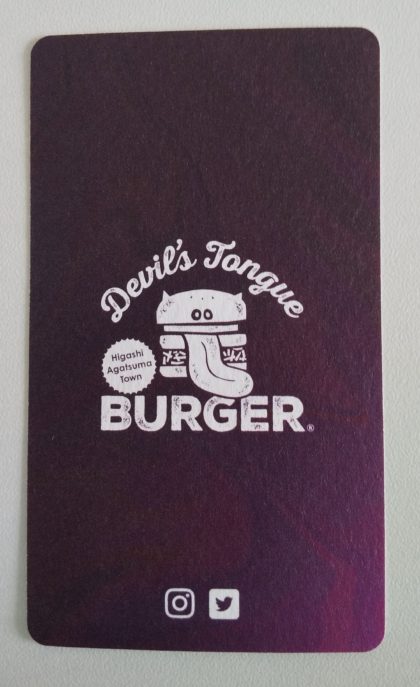 Devil's Tongue
Higashi
Agatsuma
Town
BURGER®